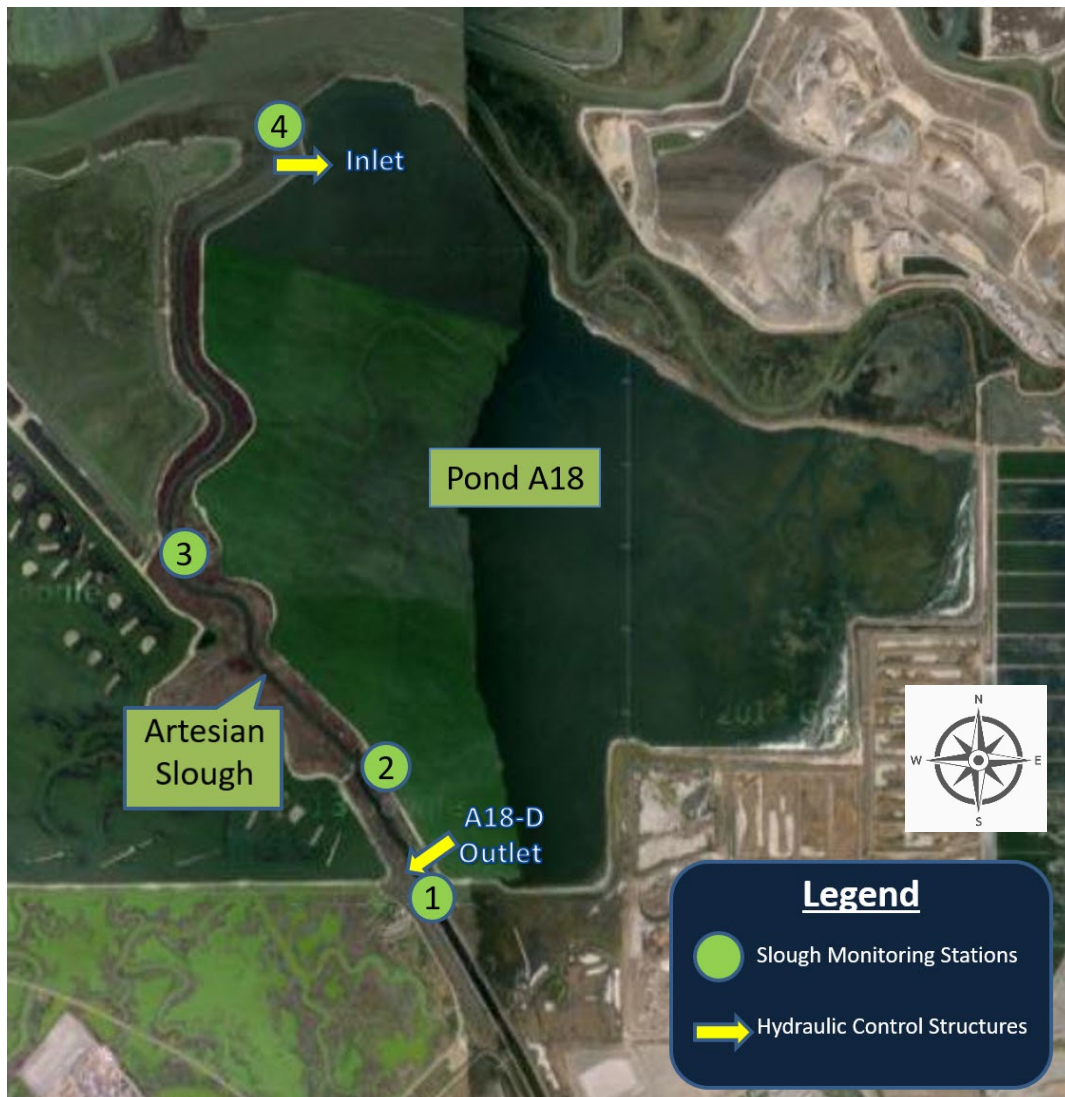 4
Inlet
Pond A18
3
Artesian
Slough
2
A18-D
Outlet
1
N
W
E
S
Legend
Slough Monitoring Stations
Hydraulic Control Structures